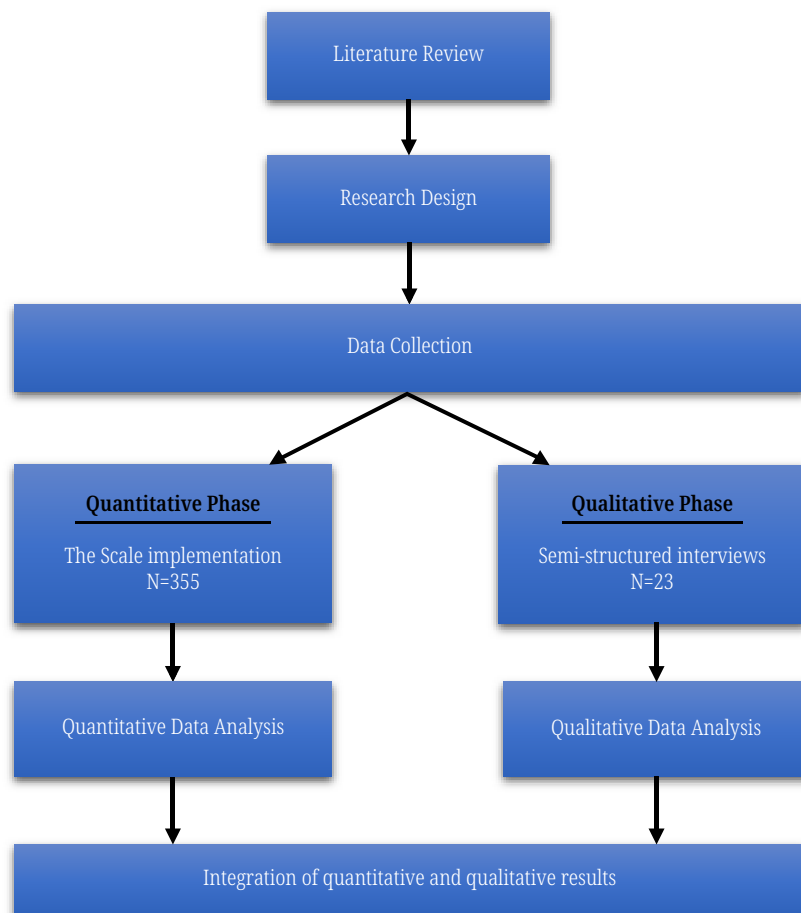 Literature Review
Research Design
Data Collection
Quantitative Phase
The Scale implementation
N=355
Qualitative Phase
Semi-structured interviews
N=23
Quantitative Data Analysis
Qualitative Data Analysis
Integration of quantitative and qualitative results